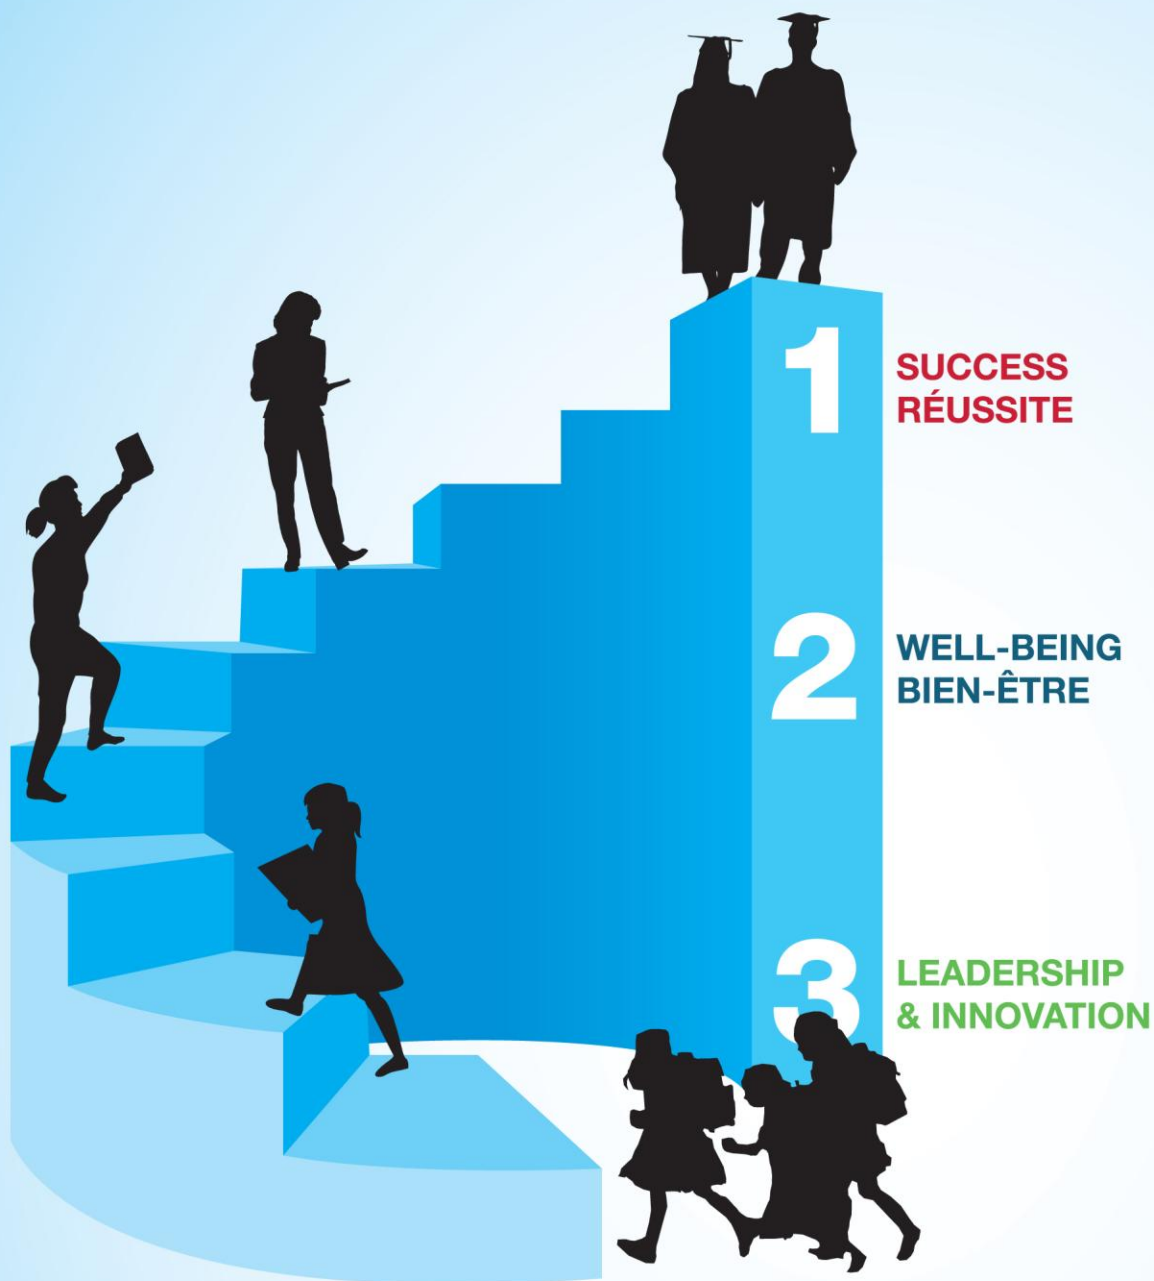 1
SUCCESS
RÉUSSITE
2
WELL-BEING
BIEN-ÊTRE
3
LEADERSHIP
& INNOVATION